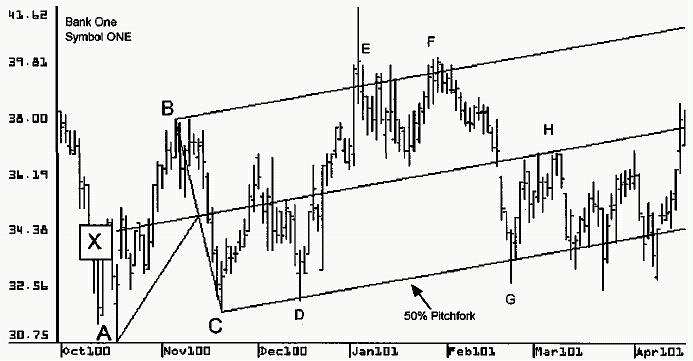 41.62
Bank One
Symbol ONE
E
F
39.81
B
38.00
H
36.19
34.38
X
32.56
A
C
D
G
50% Pitchfork
30.75
Oct100
Nov100
Dec100
Jan101
Feb101
Mar101
Apr101